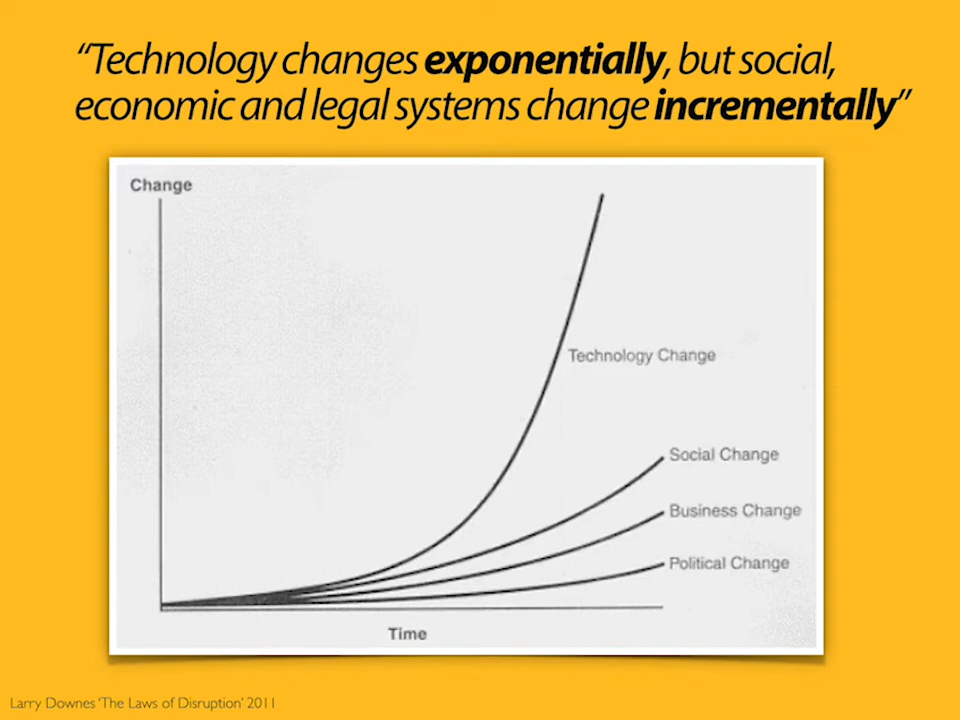 “Technology changes exponentially, but social,
economic and legal systems change incrementally”
Change
Technology Change
Social Change
Business Change
Political Change
Time
Larry Downes ‘The Laws of Disruption’ 2011